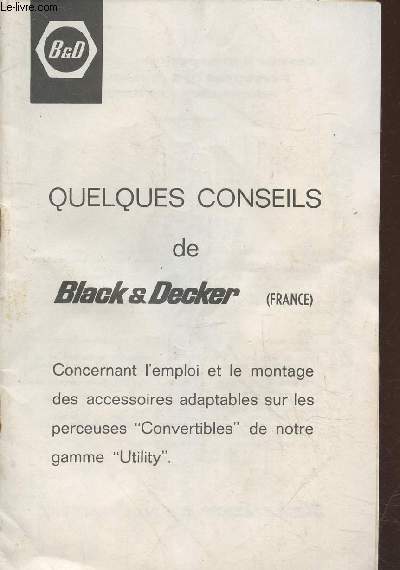 Le-livre.com
B&D
QUELQUES CONSEILS
de
Black & Decker (FRANCE)
Concernant l'emploi et le montage
des accessoires adaptables sur les
perceuses "Convertibles" de notre
gamme "Utility".